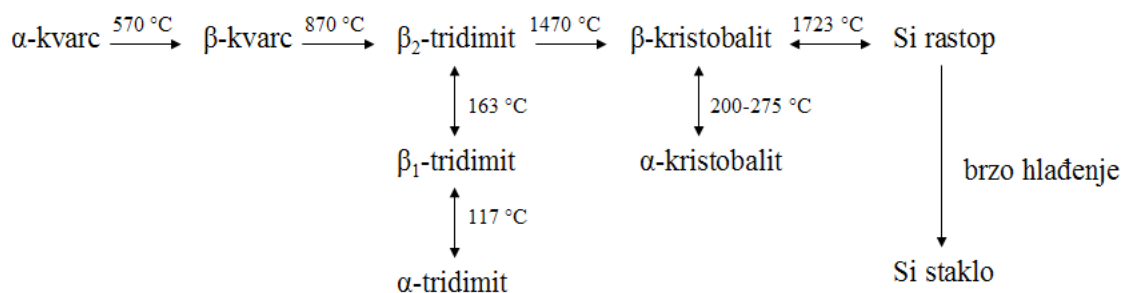 α-kvarc 570 °C β-kvarc 870 °C β₂-tridimit 1470 °C β-kristobalit 1723 °C Si rastop
163 °C 200-275 °C
β₁-tridimit α-kristobalit brzo hlađenje
117 °C
α-tridimit Si staklo